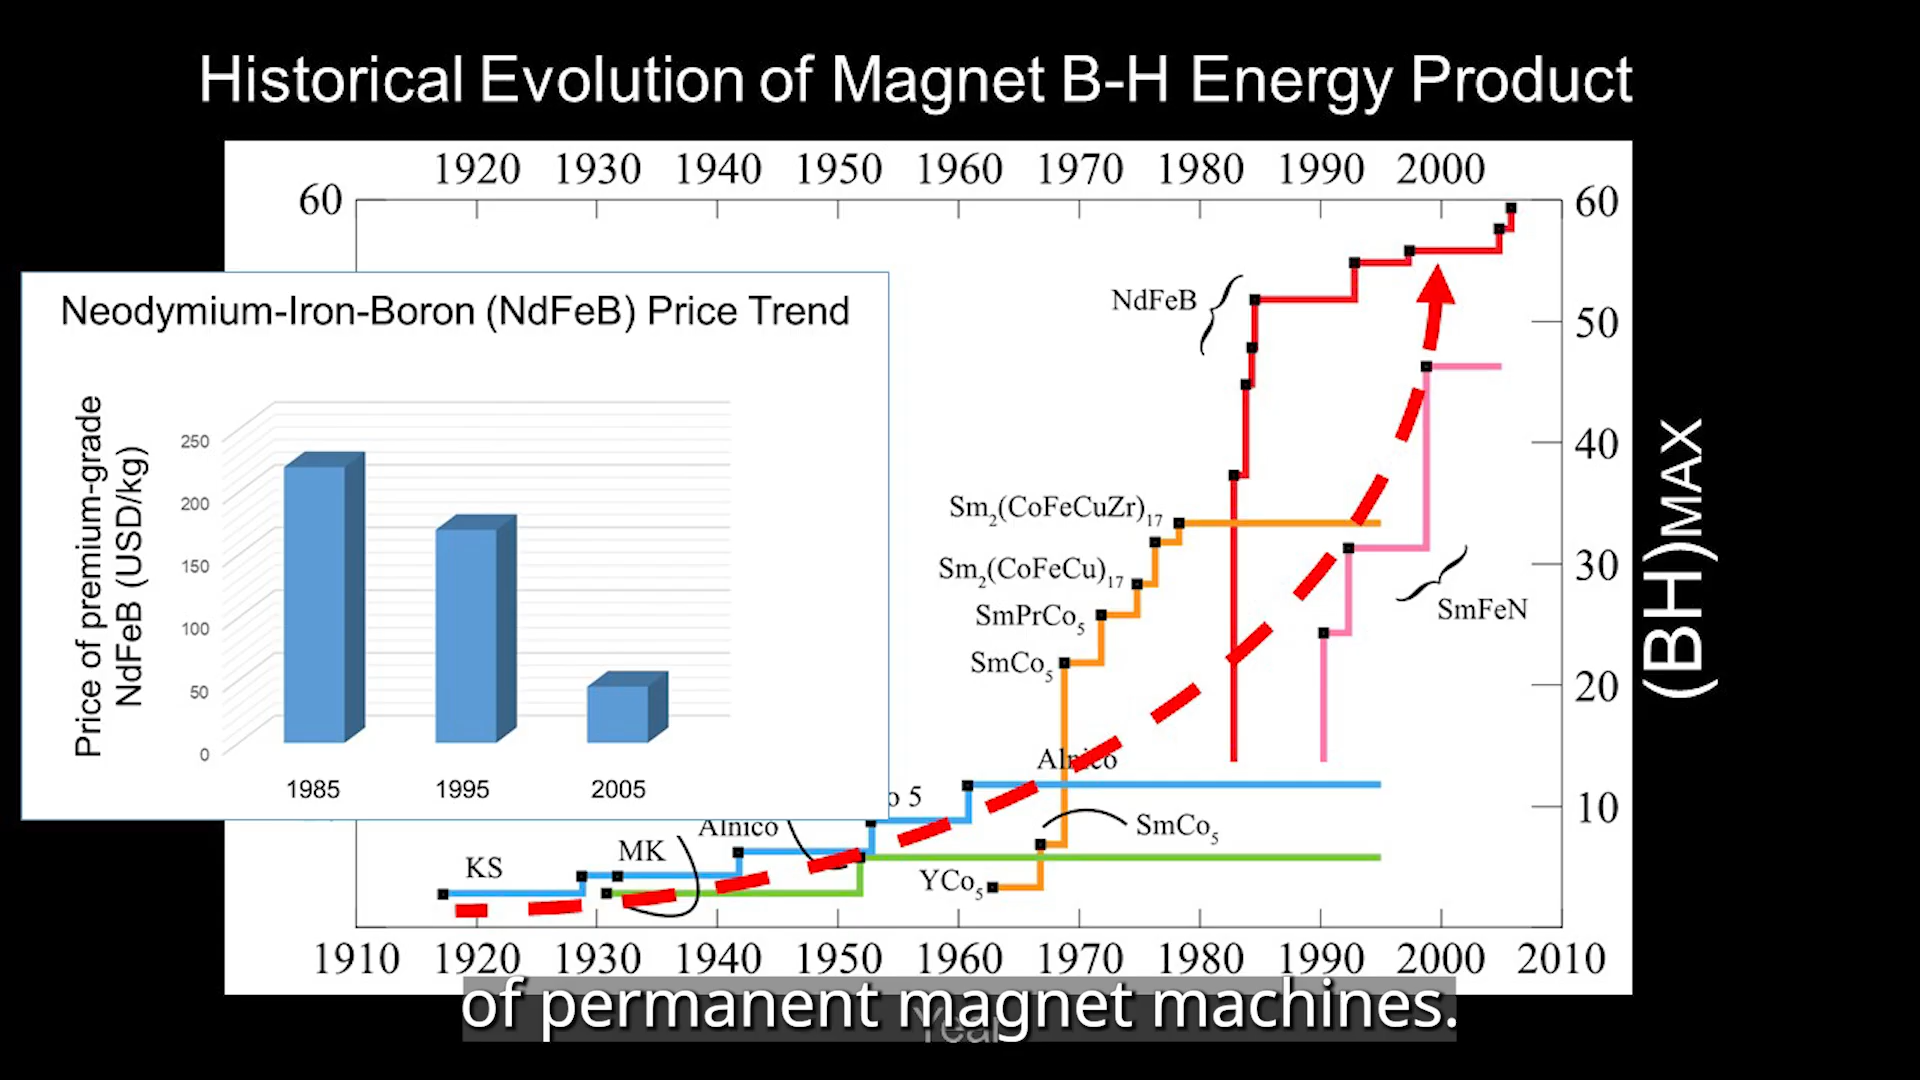 Historical Evolution of Magnet B-H Energy Product
1920 1930 1940 1950 1960 1970 1980 1990 2000
60
60
50
40
30
20
10
(BH)MAX
NdFeB
Sm2(CoFeCuZr)17
Sm2(CoFeCu)17
SmPrCo5
SmCo5
SmFeN
Alnico
SmCo5
YCo5
o 5
Alnico
MK
KS
1910 1920 1930 1940 1950 1960 1970 1980 1990 2000 2010
Year
Neodymium-Iron-Boron (NdFeB) Price Trend
Price of premium-grade
NdFeB (USD/kg)
250
200
150
100
50
0
1985 1995 2005
of permanent magnet machines.